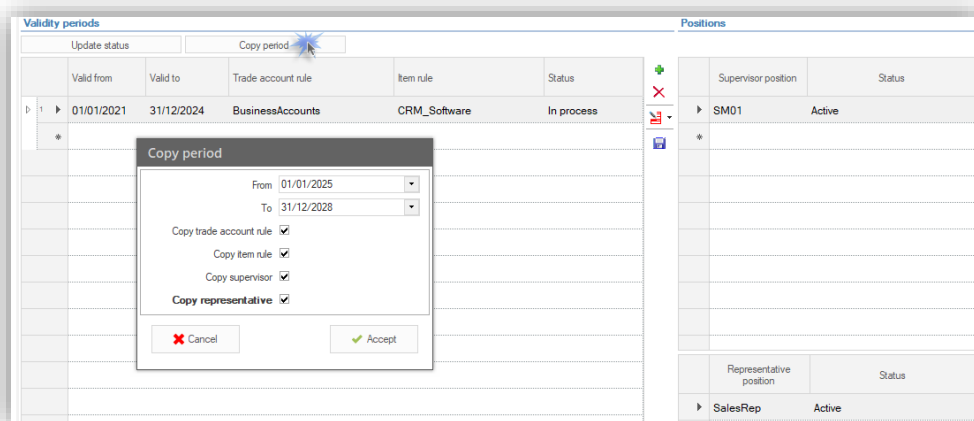 Validity periods
Positions
Update status
Copy period
Valid from Valid to Trade account rule Item rule Status
Supervisor position Status
1 01/01/2021 31/12/2024 BusinessAccounts CRM_Software In process
SM01 Active
Copy period
From 01/01/2025
To 31/12/2028
Copy trade account rule
Copy item rule
Copy supervisor
Copy representative
Cancel
Accept
Representative
position
Status
SalesRep Active